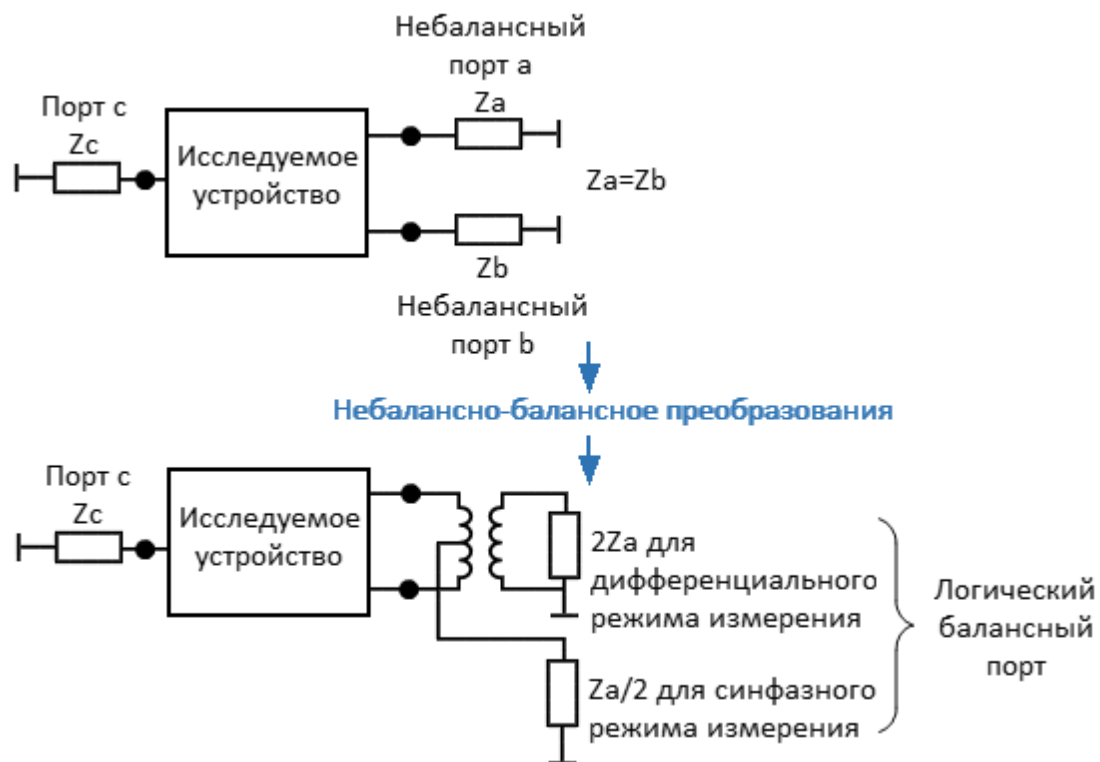 Небалансный
порт a
Za
Порт c
Zc
Исследуемое
устройство
Za=Zb
Zb
Небалансный
порт b
Небалансно-балансное преобразования
Порт c
Zc
Исследуемое
устройство
2Za для
дифференциального
режима измерения
Za/2 для синфазного
режима измерения
Логический
балансный
порт